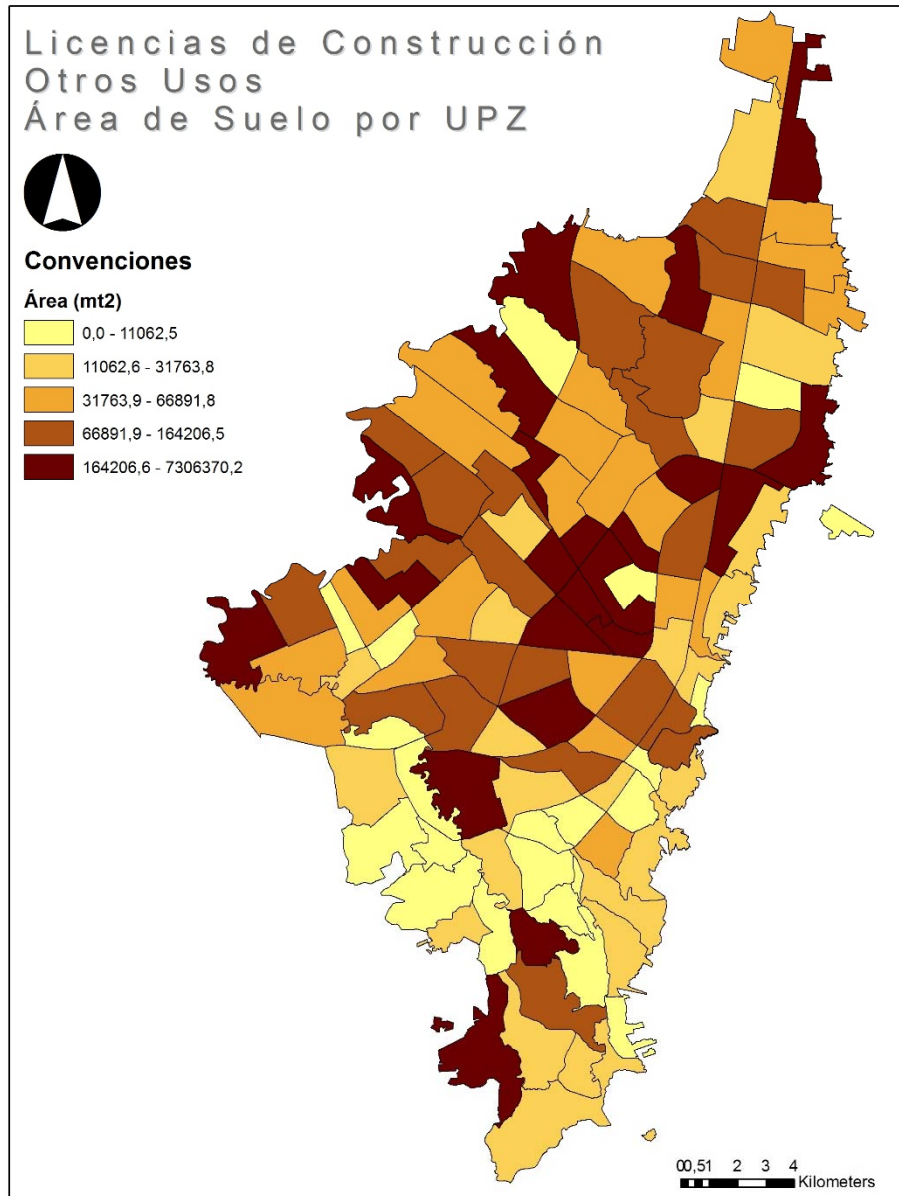 Licencias de Construcción
Otros Usos
Área de Suelo por UPZ
Convenciones
Área (mt2)
0,0 - 11062,5
11062,6 - 31763,8
31763,9 - 66891,8
66891,9 - 164206,5
164206,6 - 7306370,2
00,51 2 3 4
Kilometers